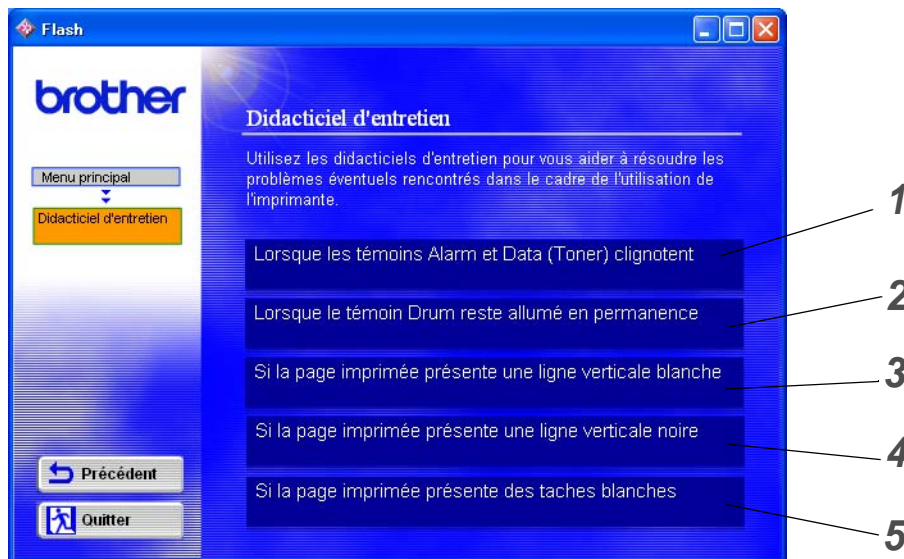 Flash
brother
Menu principal
Didacticiel d'entretien
Didacticiel d'entretien
Utilisez les didacticiels d'entretien pour vous aider à résoudre les
problèmes éventuels rencontrés dans le cadre de l'utilisation de
l'imprimante.
Lorsque les témoins Alarm et Data (Toner) clignotent
1
Lorsque le témoin Drum reste allumé en permanence
2
Si la page imprimée présente une ligne verticale blanche
3
Si la page imprimée présente une ligne verticale noire
4
Si la page imprimée présente des taches blanches
5
Précédent
Quitter